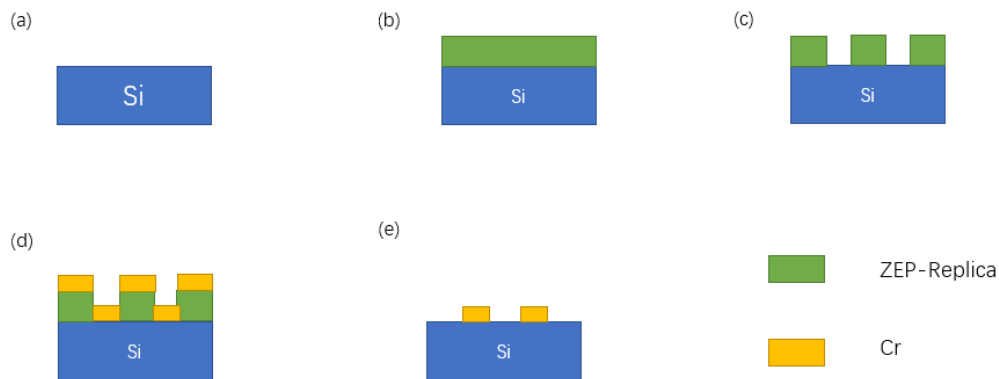 (a)
(b)
(c)
Si
Si
Si
(d)
(e)
ZEP-Replica
Si
Si
Cr